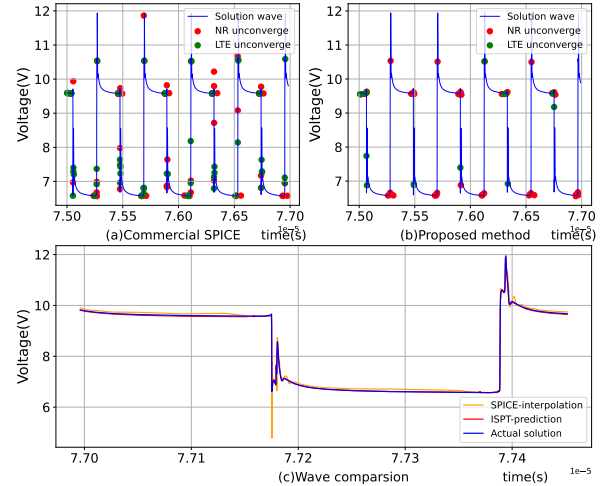 12
11
10
9
8
7
Voltage(V)
Solution wave
NR unconverge
LTE unconverge
7.50 7.55 7.60 7.65 7.70
1e−5
(a)Commercial SPICE time(s)
12
11
10
9
8
7
Voltage(V)
Solution wave
NR unconverge
LTE unconverge
7.50 7.55 7.60 7.65 7.70
1e−5
(b)Proposed method time(s)
12
10
8
6
Voltage(V)
SPICE-interpolation
ISPT-prediction
Actual solution
7.70 7.71 7.72 7.73 7.74
1e−5
(c)Wave comparsion time(s)